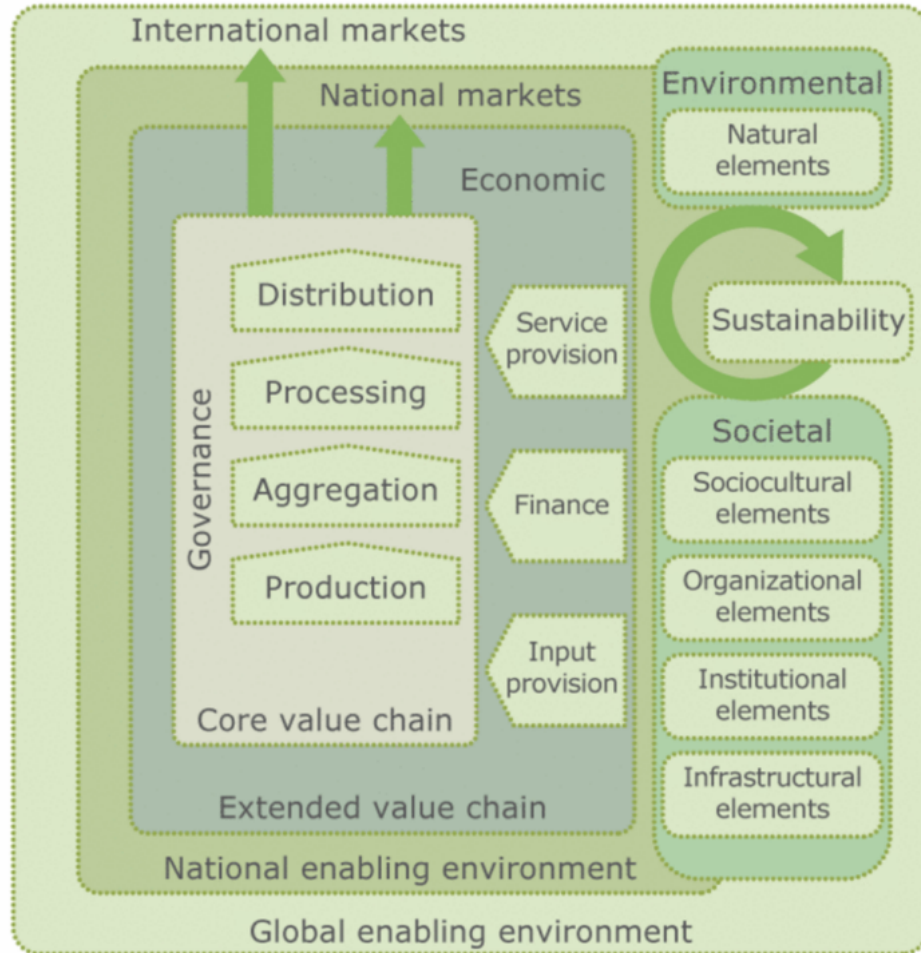 International markets
National markets
Economic
Environmental
Natural
elements
Sustainability
Governance
Distribution
Processing
Aggregation
Production
Core value chain
Service
provision
Finance
Input
provision
Extended value chain
Societal
Sociocultural
elements
Organizational
elements
Institutional
elements
Infrastructural
elements
National enabling environment
Global enabling environment